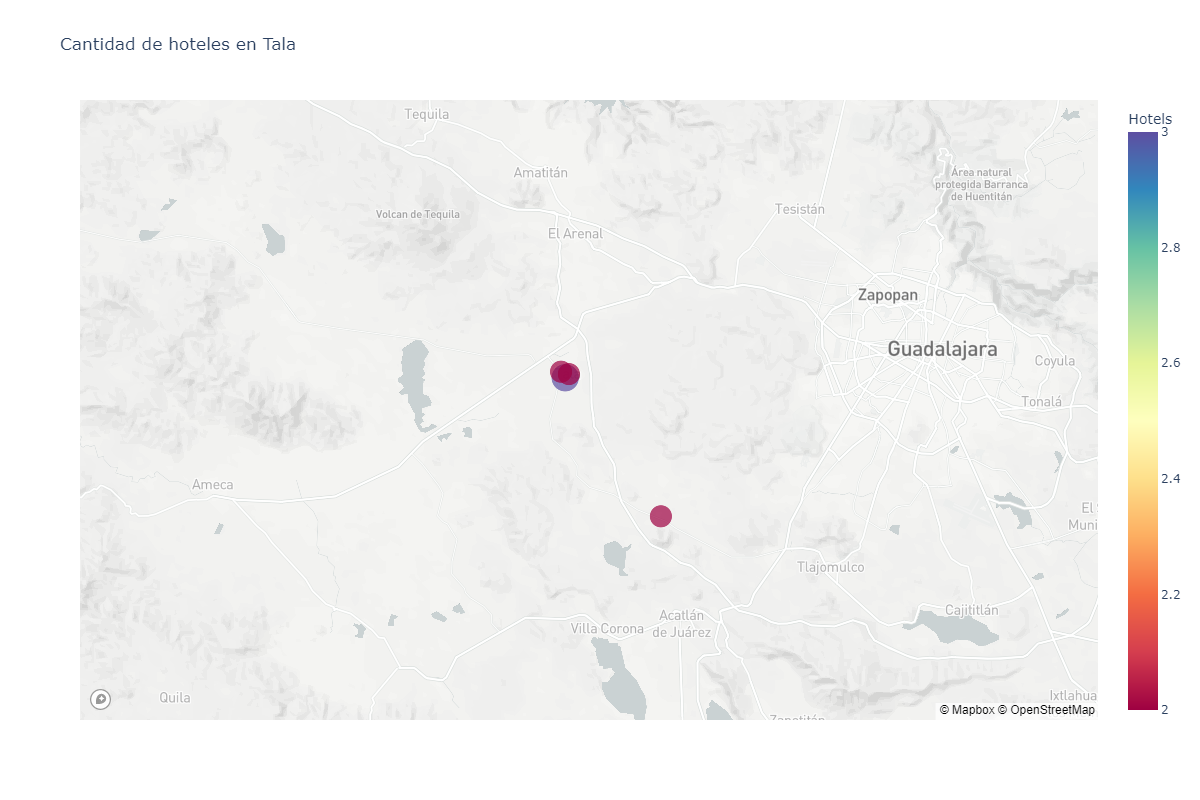 Cantidad de hoteles en Tala
Hotels
3
2.8
2.6
2.4
2.2
2
Tequila
Amatitán
Volcan de Tequila
El Arenal
Tesistán
Área natural
protegida Barranca
de Huentitán
Zapopan
Guadalajara
Coyula
Tonalá
Ameca
El S
Muni
Tlajomulco
Cajititlán
Acatlán
de Juárez
Villa Corona
Quila
Ixtlahua
Zapotitán
© Mapbox © OpenStreetMap